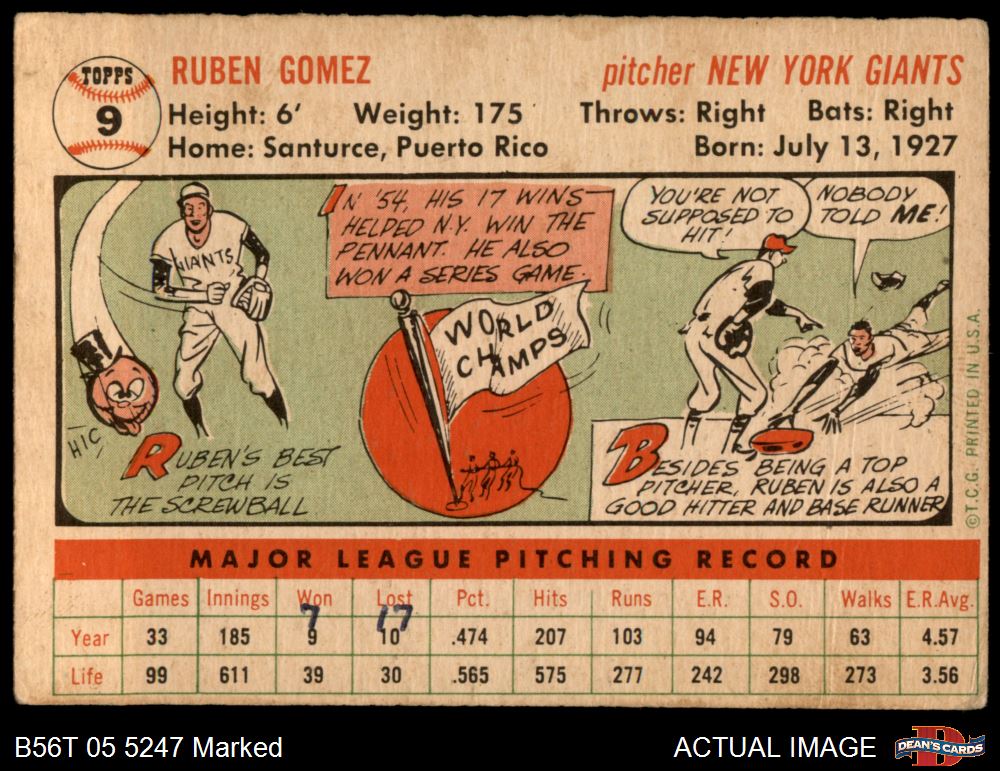 TOPPS
9
RUBEN GOMEZ
pitcher NEW YORK GIANTS
Height: 6' Weight: 175 Throws: Right Bats: Right
Home: Santurce, Puerto Rico Born: July 13, 1927
GIANTS
HIC
RUBEN'S BEST
PITCH IS
THE SCREWBALL
IN '54, HIS 17 WINS
HELPED N.Y. WIN THE
PENNANT. HE ALSO
WON A SERIES GAME.
WORLD
CHAMPS
YOU'RE NOT
SUPPOSED TO
HIT!
NOBODY
TOLD ME!
BESIDES BEING A TOP
PITCHER, RUBEN IS ALSO A
GOOD HITTER AND BASE RUNNER
©T.C.G. PRINTED IN U.S.A.
MAJOR LEAGUE PITCHING RECORD
Games Innings Won Lost Pct. Hits Runs E.R. S.O. Walks E.R.Avg.
7 17
Year 33 185 9 10 .474 207 103 94 79 63 4.57
Life 99 611 39 30 .565 575 277 242 298 273 3.56
B56T 05 5247 Marked
ACTUAL IMAGE
D
DEAN'S CARDS